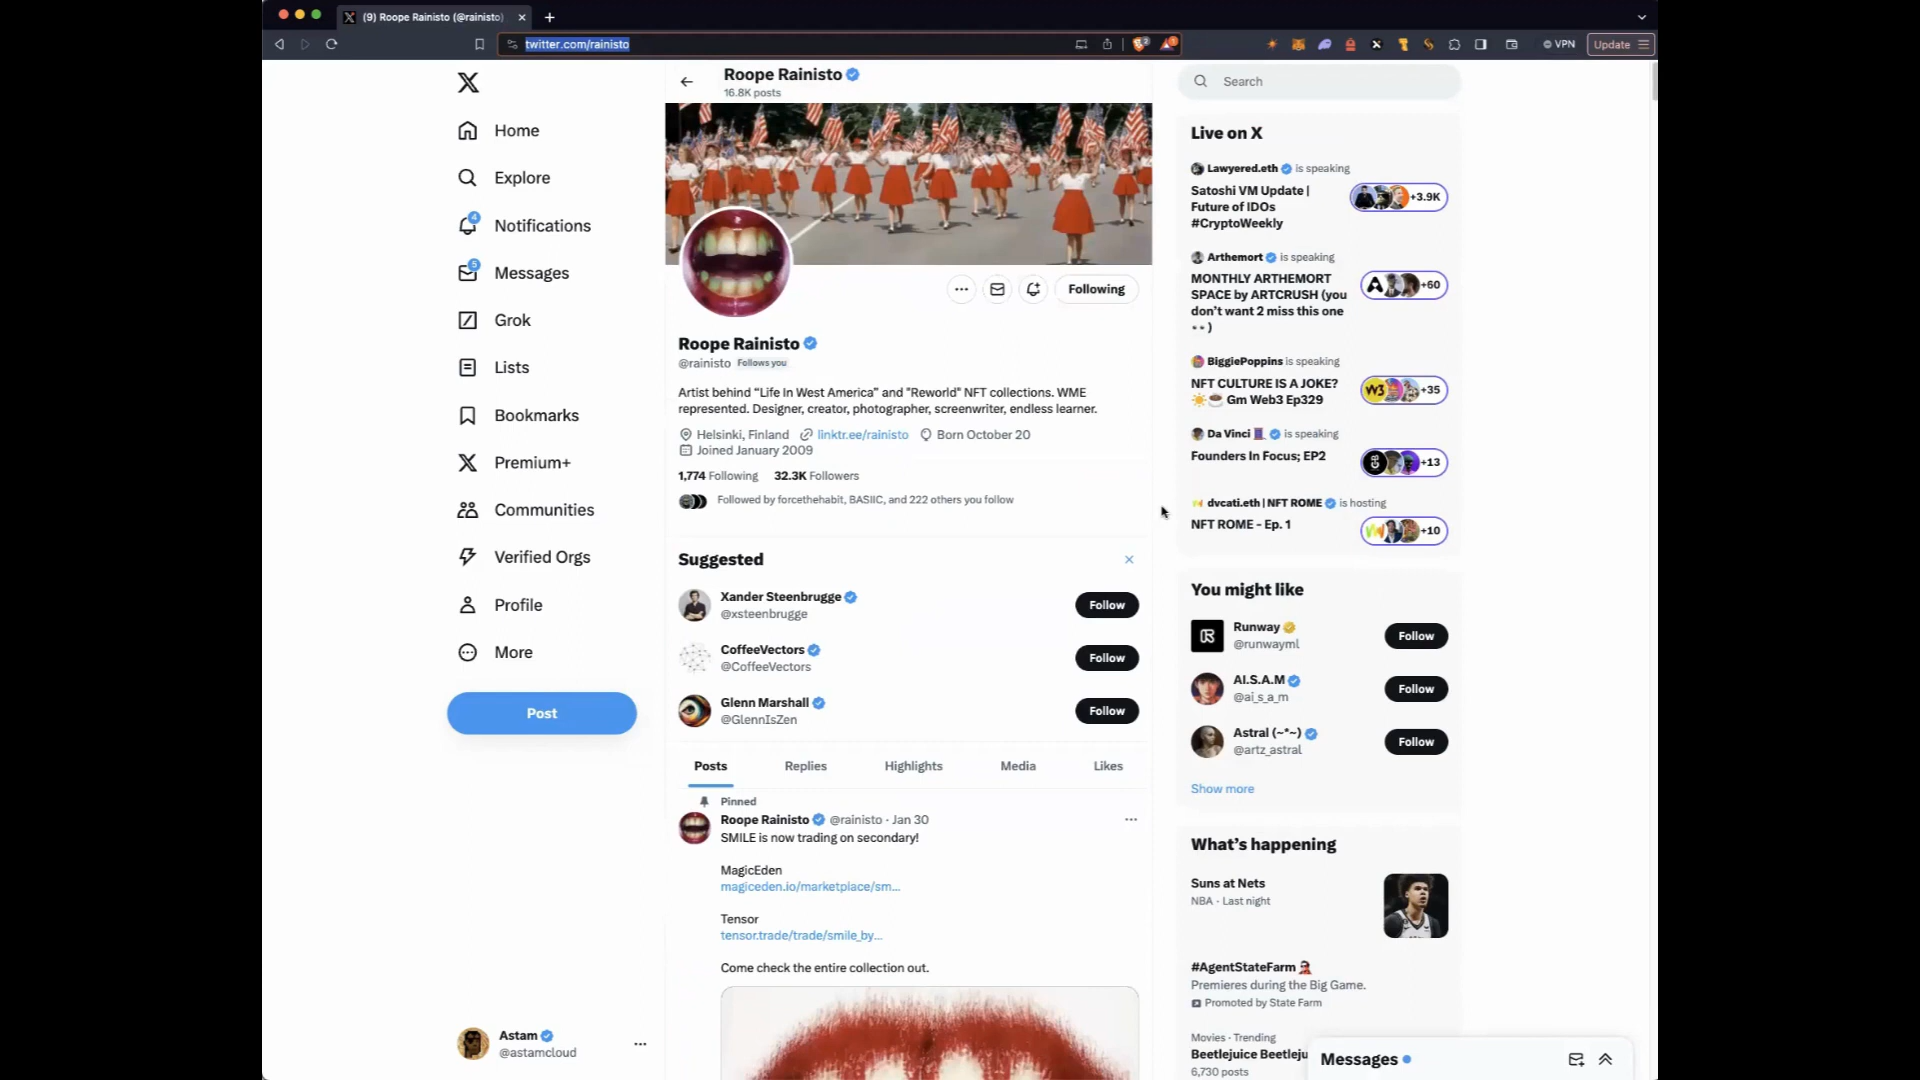 (9) Roope Rainisto (@rainisto)
twitter.com/rainisto
VPN
Update
Home
Explore
4
Notifications
5
Messages
Grok
Lists
Bookmarks
Premium+
Communities
Verified Orgs
Profile
More
Post
Astam
@astamcloud
Roope Rainisto
16.8K posts
Following
Roope Rainisto
@rainisto Follows you
Artist behind “Life In West America” and "Reworld" NFT collections. WME
represented. Designer, creator, photographer, screenwriter, endless learner.
Helsinki, Finland linktr.ee/rainisto Born October 20
Joined January 2009
1,774 Following 32.3K Followers
Followed by forcethehabit, BASIIC, and 222 others you follow
Suggested
Xander Steenbrugge
@xsteenbrugge
Follow
CoffeeVectors
@CoffeeVectors
Follow
Glenn Marshall
@GlennIsZen
Follow
Posts Replies Highlights Media Likes
Pinned
Roope Rainisto @rainisto · Jan 30
SMILE is now trading on secondary!
MagicEden
magiceden.io/marketplace/sm...
Tensor
tensor.trade/trade/smile_by...
Come check the entire collection out.
Search
Live on X
Lawyered.eth is speaking
Satoshi VM Update |
Future of IDOs
#CryptoWeekly
+3.9K
Arthemort is speaking
MONTHLY ARTHEMORT
SPACE by ARTCRUSH (you
don’t want 2 miss this one
👀)
+60
BiggiePoppins is speaking
NFT CULTURE IS A JOKE?
☀️☕ Gm Web3 Ep329
+35
Da Vinci is speaking
Founders In Focus; EP2
+13
dvcati.eth | NFT ROME is hosting
NFT ROME - Ep. 1
+10
You might like
Runway
@runwayml
Follow
AI.S.A.M
@ai_s_a_m
Follow
Astral (~*~)
@artz_astral
Follow
Show more
What’s happening
Suns at Nets
NBA · Last night
#AgentStateFarm
Premieres during the Big Game.
Promoted by State Farm
Movies · Trending
Beetlejuice Beetleju
6,730 posts
Messages